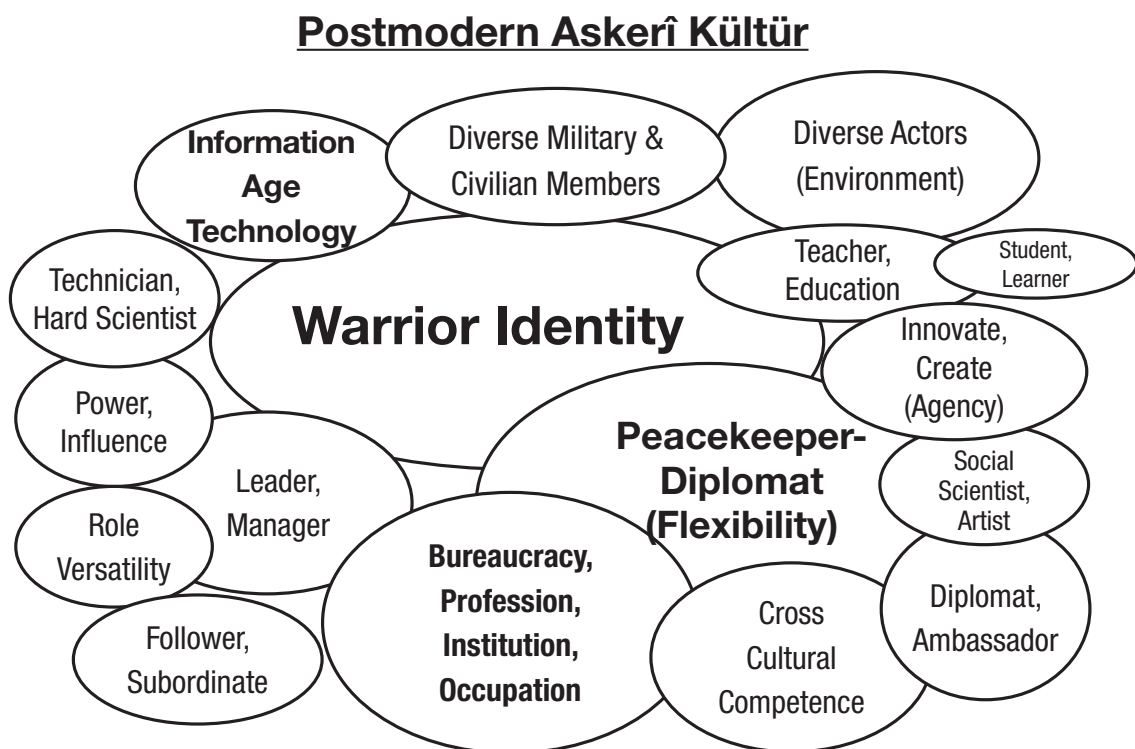 Postmodern Askerî Kültür
Information
Age
Technology
Diverse Military &
Civilian Members
Diverse Actors
(Environment)
Teacher,
Education
Student,
Learner
Technician,
Hard Scientist
Warrior Identity
Innovate,
Create
(Agency)
Power,
Influence
Leader,
Manager
Peacekeeper-
Diplomat
(Flexibility)
Social
Scientist,
Artist
Role
Versatility
Bureaucracy,
Profession,
Institution,
Occupation
Cross
Cultural
Competence
Diplomat,
Ambassador
Follower,
Subordinate